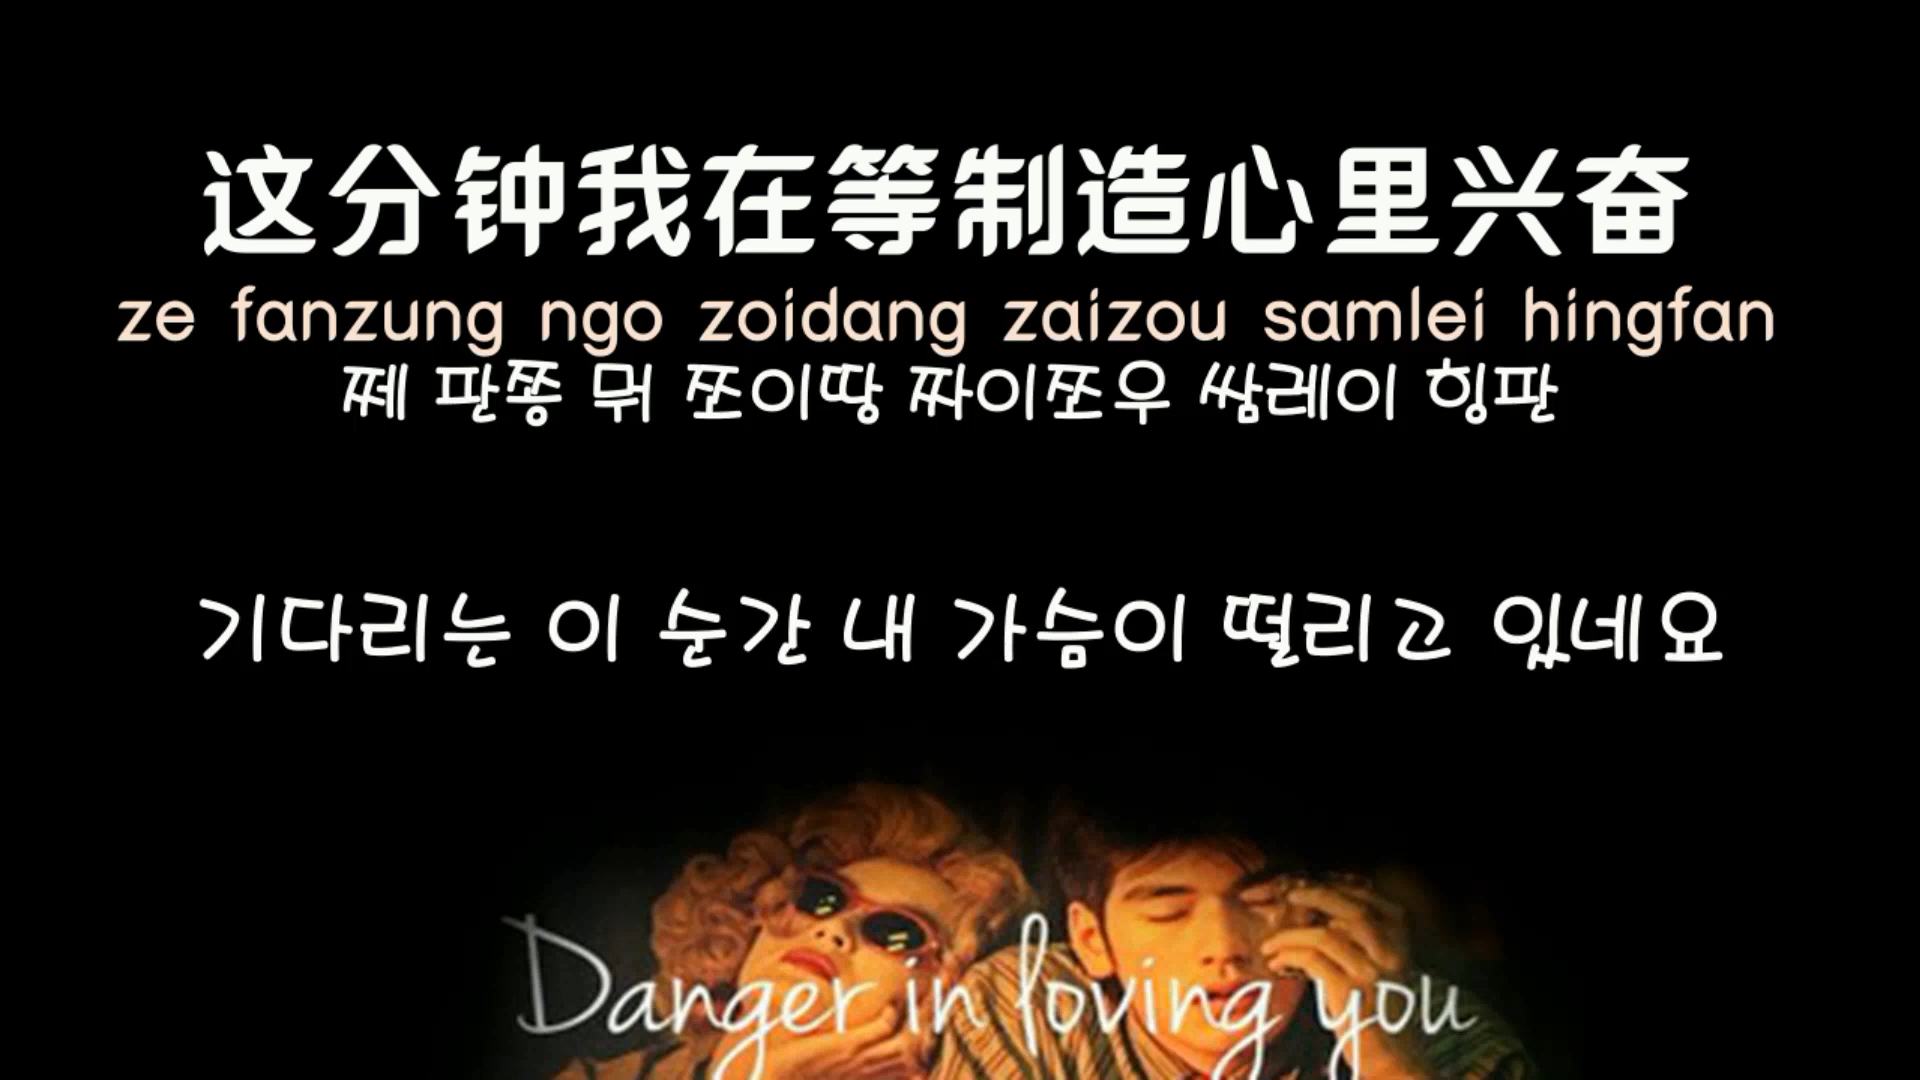 这分钟我在等制造心里兴奋
ze fanzung ngo zoidang zaizou samlei hingfan
쩨 판쫑 뭐 쪼이땅 짜이쪼우 쌈레이 힝판
기다리는 이 순간 내 가슴이 떨리고 있네요
Danger in loving you